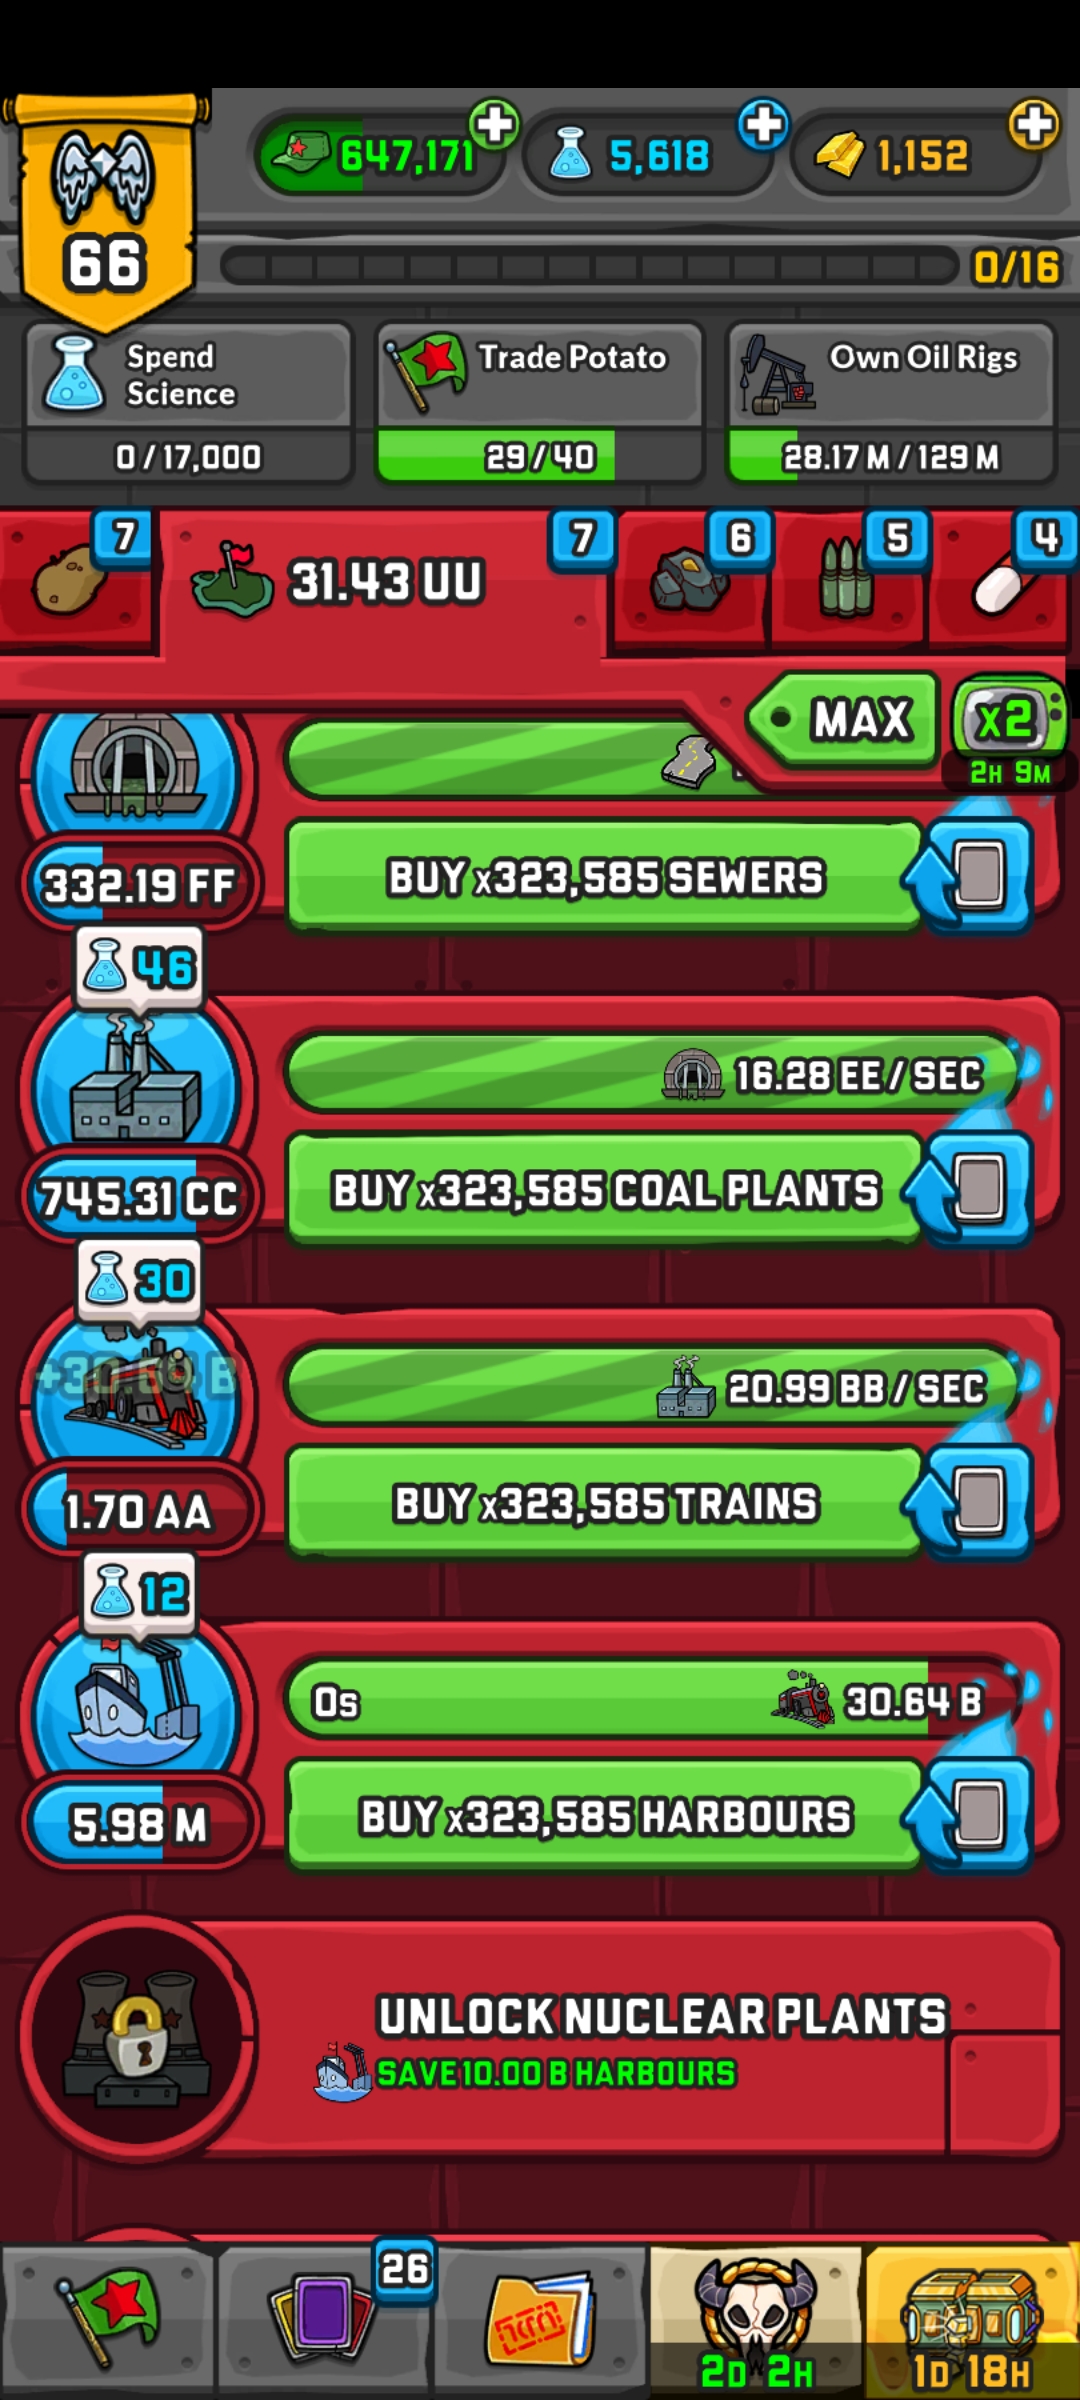 647,171
5,618
1,152
66
0/16
Spend
Science
0/17,000
Trade Potato
29/40
Own Oil Rigs
28.17 M/129 M
7
31.43 UU
7
6
5
4
MAX
x2
2H 9M
332.19 FF
BUY x323,585 SEWERS
46
16.28 EE/SEC
745.31 CC
BUY x323,585 COAL PLANTS
30
+30.64 B
20.99 BB/SEC
1.70 AA
BUY x323,585 TRAINS
12
0s
30.64 B
5.98 M
BUY x323,585 HARBOURS
UNLOCK NUCLEAR PLANTS
SAVE 10.00 B HARBOURS
26
2D 2H
1D 18H